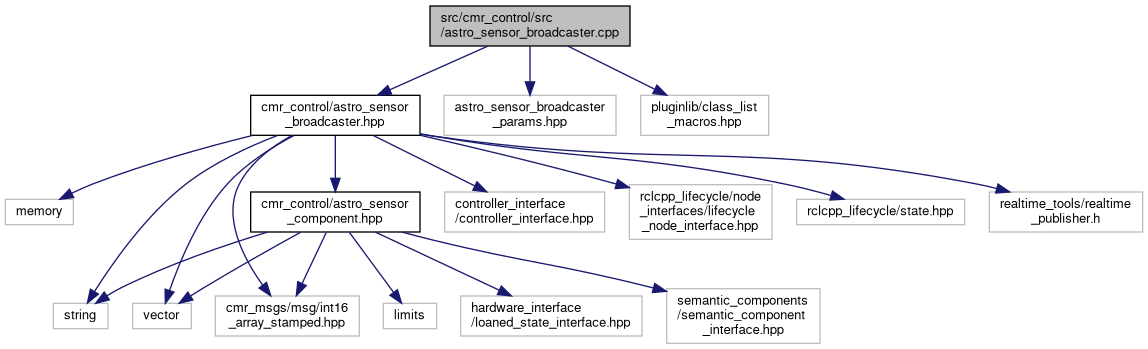 src/cmr_control/src
/astro_sensor_broadcaster.cpp
cmr_control/astro_sensor
_broadcaster.hpp
astro_sensor_broadcaster
_params.hpp
pluginlib/class_list
_macros.hpp
memory
cmr_control/astro_sensor
_component.hpp
controller_interface
/controller_interface.hpp
rclcpp_lifecycle/node
_interfaces/lifecycle
_node_interface.hpp
rclcpp_lifecycle/state.hpp
realtime_tools/realtime
_publisher.h
string
vector
cmr_msgs/msg/int16
_array_stamped.hpp
limits
hardware_interface
/loaned_state_interface.hpp
semantic_components
/semantic_component
_interface.hpp